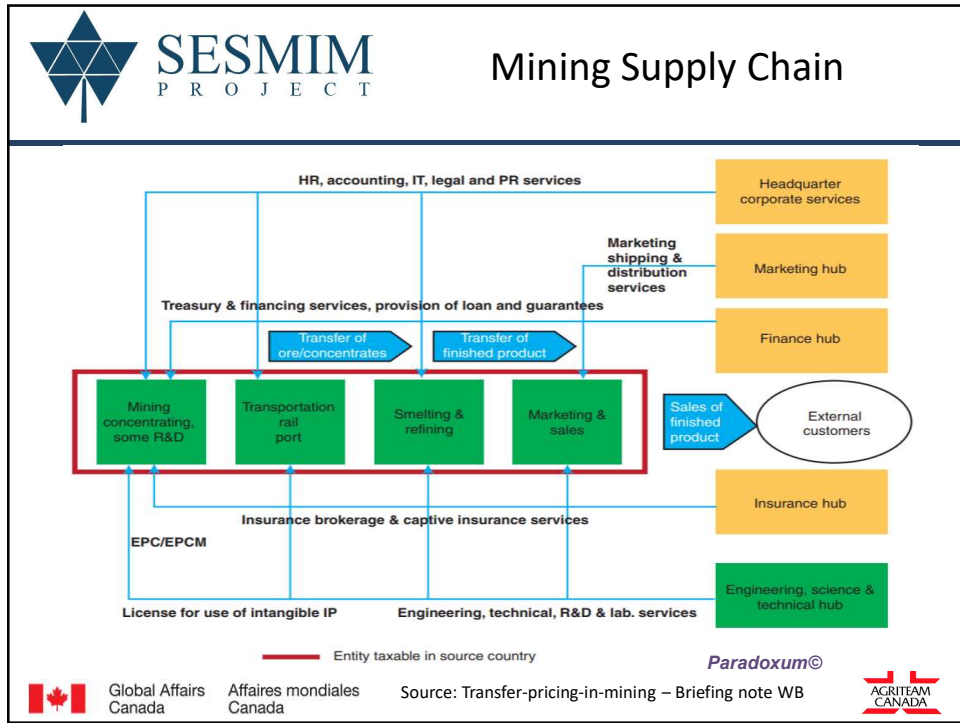 SESMIM
PROJECT
Mining Supply Chain
HR, accounting, IT, legal and PR services
Headquarter
corporate services
Marketing
shipping &
distribution
services
Marketing hub
Treasury & financing services, provision of loan and guarantees
Finance hub
Transfer of
ore/concentrates
Transfer of
finished product
Mining
concentrating,
some R&D
Transportation
rail
port
Smelting &
refining
Marketing &
sales
Sales of
finished
product
External
customers
Insurance hub
Insurance brokerage & captive insurance services
EPC/EPCM
Engineering, science &
technical hub
License for use of intangible IP
Engineering, technical, R&D & lab. services
Entity taxable in source country
Paradoxum©
Global Affairs
Canada
Affaires mondiales
Canada
Source: Transfer-pricing-in-mining – Briefing note WB
AGRITEAM
CANADA